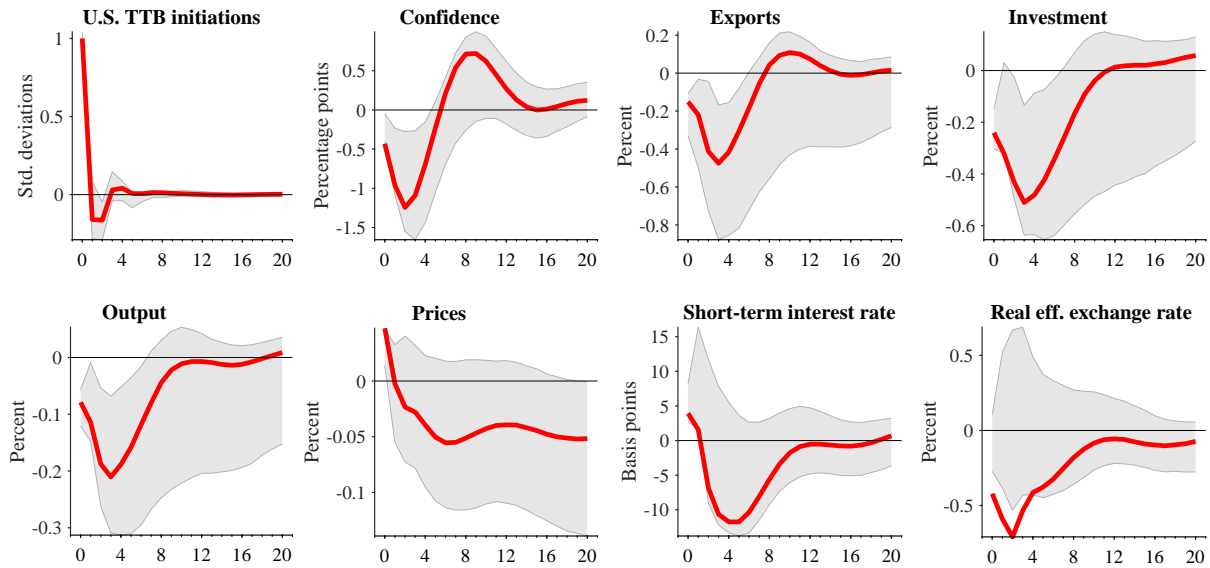 U.S. TTB initiations
Std. deviations
1
0.5
0
0 4 8 12 16 20
Confidence
Percentage points
0.5
0
-0.5
-1
-1.5
0 4 8 12 16 20
Exports
Percent
0.2
0
-0.2
-0.4
-0.6
-0.8
0 4 8 12 16 20
Investment
Percent
0
-0.2
-0.4
-0.6
0 4 8 12 16 20
Output
Percent
0
-0.1
-0.2
-0.3
0 4 8 12 16 20
Prices
Percent
0
-0.05
-0.1
0 4 8 12 16 20
Short-term interest rate
Basis points
15
10
5
0
-5
-10
0 4 8 12 16 20
Real eff. exchange rate
Percent
0.5
0
-0.5
0 4 8 12 16 20